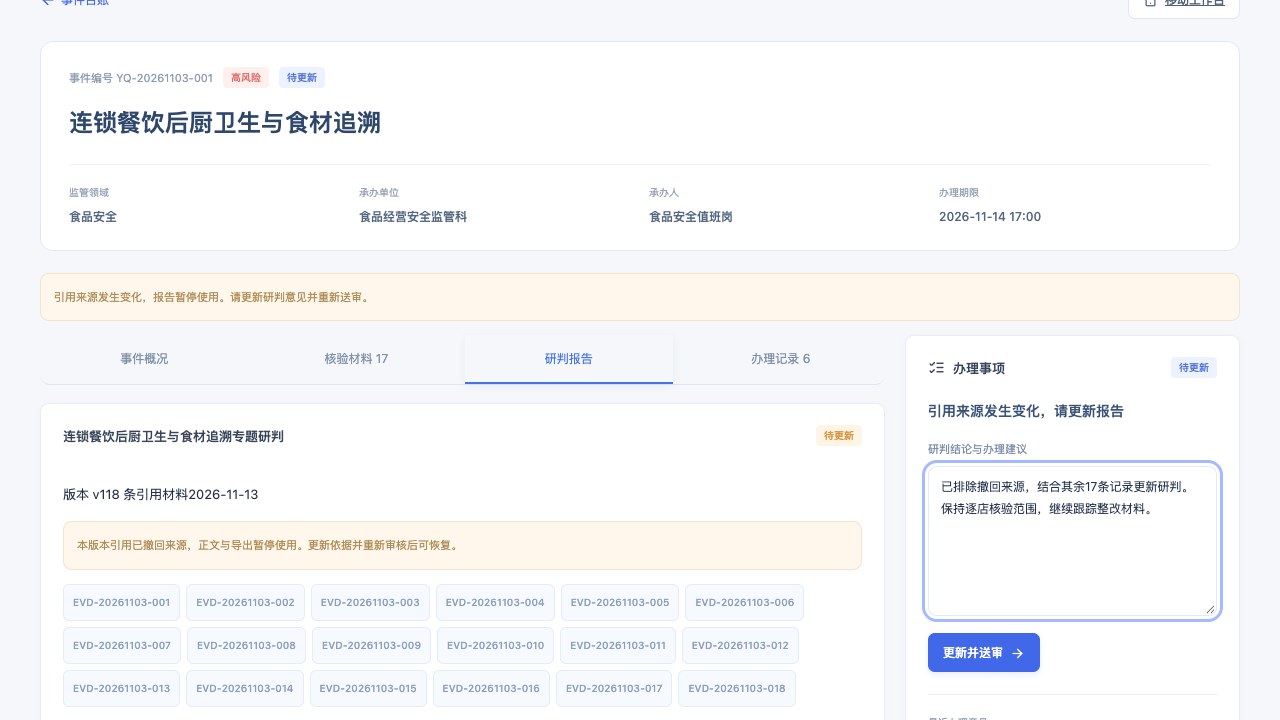 事件台账
移动工作台
事件编号 YQ-20261103-001 高风险 待更新
连锁餐饮后厨卫生与食材追溯
监管领域 承办单位 承办人 办理期限
食品安全 食品经营安全监管科 食品安全值班岗 2026-11-14 17:00
引用来源发生变化，报告暂停使用。请更新研判意见并重新送审。
事件概况 核验材料 17 研判报告 办理记录 6
连锁餐饮后厨卫生与食材追溯专题研判 待更新
版本 v118 条引用材料2026-11-13
本版本引用已撤回来源，正文与导出暂停使用。更新依据并重新审核后可恢复。
EVD-20261103-001 EVD-20261103-002 EVD-20261103-003 EVD-20261103-004 EVD-20261103-005 EVD-20261103-006
EVD-20261103-007 EVD-20261103-008 EVD-20261103-009 EVD-20261103-010 EVD-20261103-011 EVD-20261103-012
EVD-20261103-013 EVD-20261103-014 EVD-20261103-015 EVD-20261103-016 EVD-20261103-017 EVD-20261103-018
办理事项 待更新
引用来源发生变化，请更新报告
研判结论与办理建议
已排除撤回来源，结合其余17条记录更新研判。
保持逐店核验范围，继续跟踪整改材料。
更新并送审